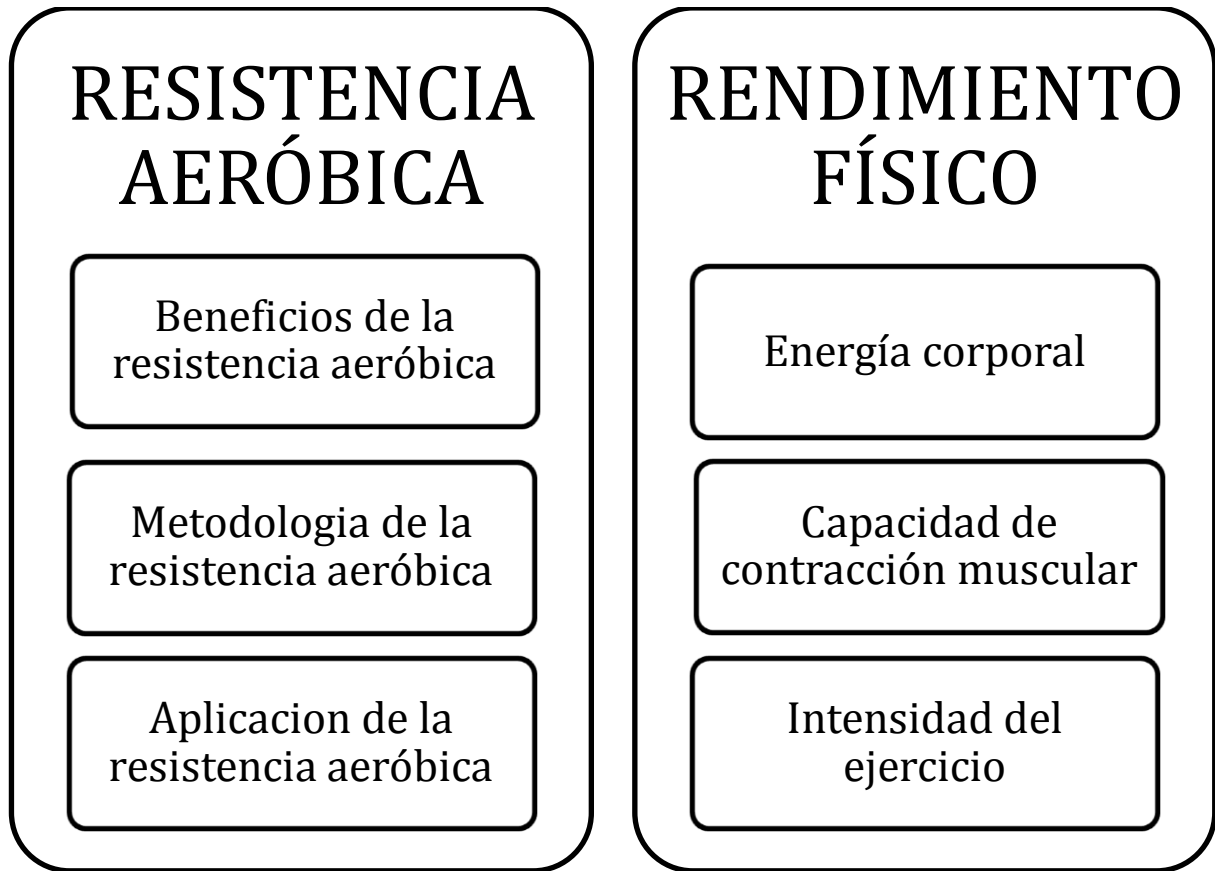 RESISTENCIA
AERÓBICA
Beneficios de la
resistencia aeróbica
Metodologia de la
resistencia aeróbica
Aplicacion de la
resistencia aeróbica
RENDIMIENTO
FÍSICO
Energía corporal
Capacidad de
contracción muscular
Intensidad del
ejercicio